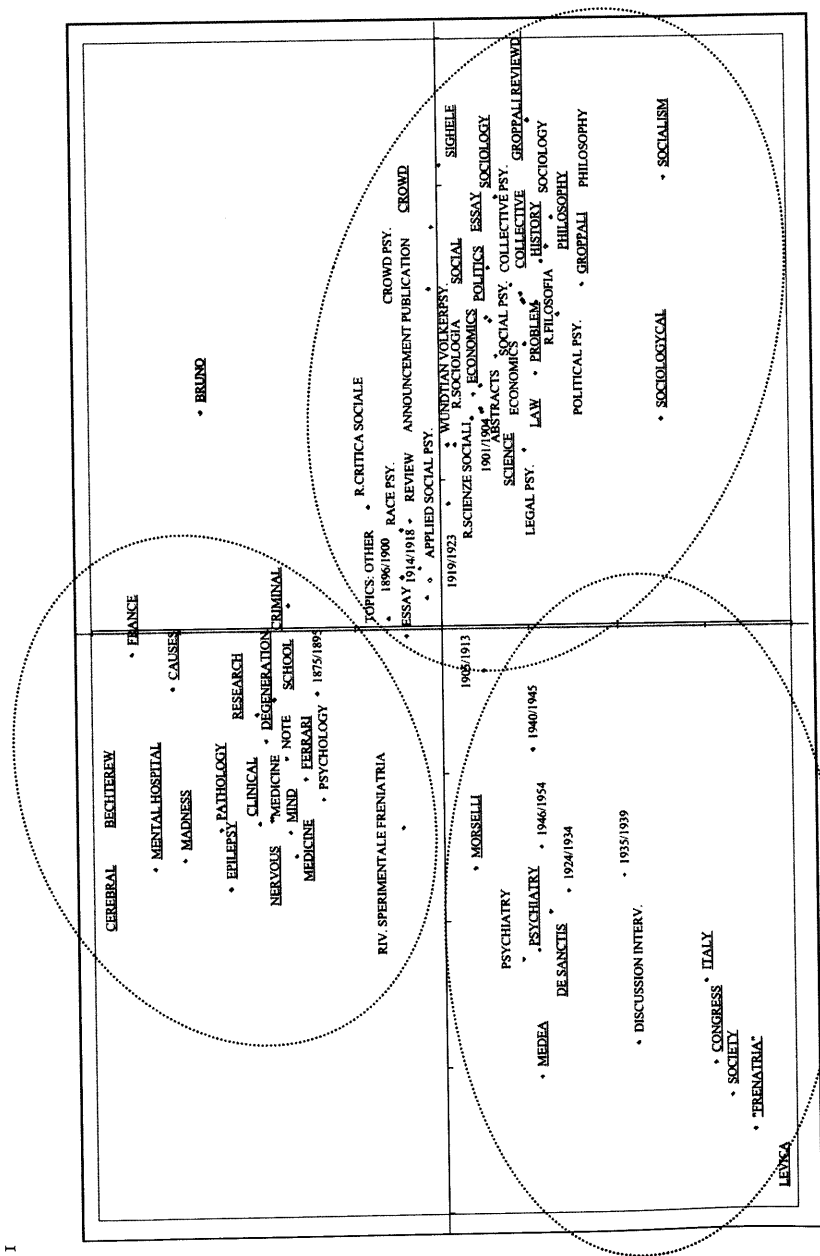 I
BRUNO
FRANCE
CAUSES
CEREBRAL
BECHTEREW
MENTAL HOSPITAL
MADNESS
RESEARCH
PATHOLOGY
EPILEPSY
CLINICAL
DEGENERATION
CRIMINAL
NERVOUS
"MEDICINE
NOTE
SCHOOL
MIND
FERRARI
MEDICINE
PSYCHOLOGY
1875/1895
RIV. SPERIMENTALE FRENIATRIA
R.CRITICA SOCIALE
TOPICS: OTHER
1896/1900
RACE PSY.
CROWD PSY.
CROWD
ESSAY
1914/1918
REVIEW
ANNOUNCEMENT PUBLICATION
APPLIED SOCIAL PSY.
SIGHELE
1919/1923
WUNDTIAN VOLKERPSY.
SOCIAL
R.SOCIOLOGIA
R.SCIENZE SOCIALI
ECONOMICS
POLITICS
ESSAY
SOCIOLOGY
1901/1904
ABSTRACTS
SOCIAL PSY.
COLLECTIVE PSY.
SCIENCE
ECONOMICS
COLLECTIVE
GROPPALI REVIEWD
LEGAL PSY.
LAW
PROBLEM
HISTORY
SOCIOLOGY
R.FILOSOFIA
PHILOSOPHY
POLITICAL PSY.
GROPPALI
PHILOSOPHY
SOCIOLOGYCAL
SOCIALISM
1905/1913
1940/1945
MORSELLI
1946/1954
PSYCHIATRY
PSYCHIATRY
1924/1934
DE SANCTIS
1935/1939
MEDEA
DISCUSSION INTERV.
ITALY
CONGRESS
SOCIETY
"FRENATRIA"
LEVICA